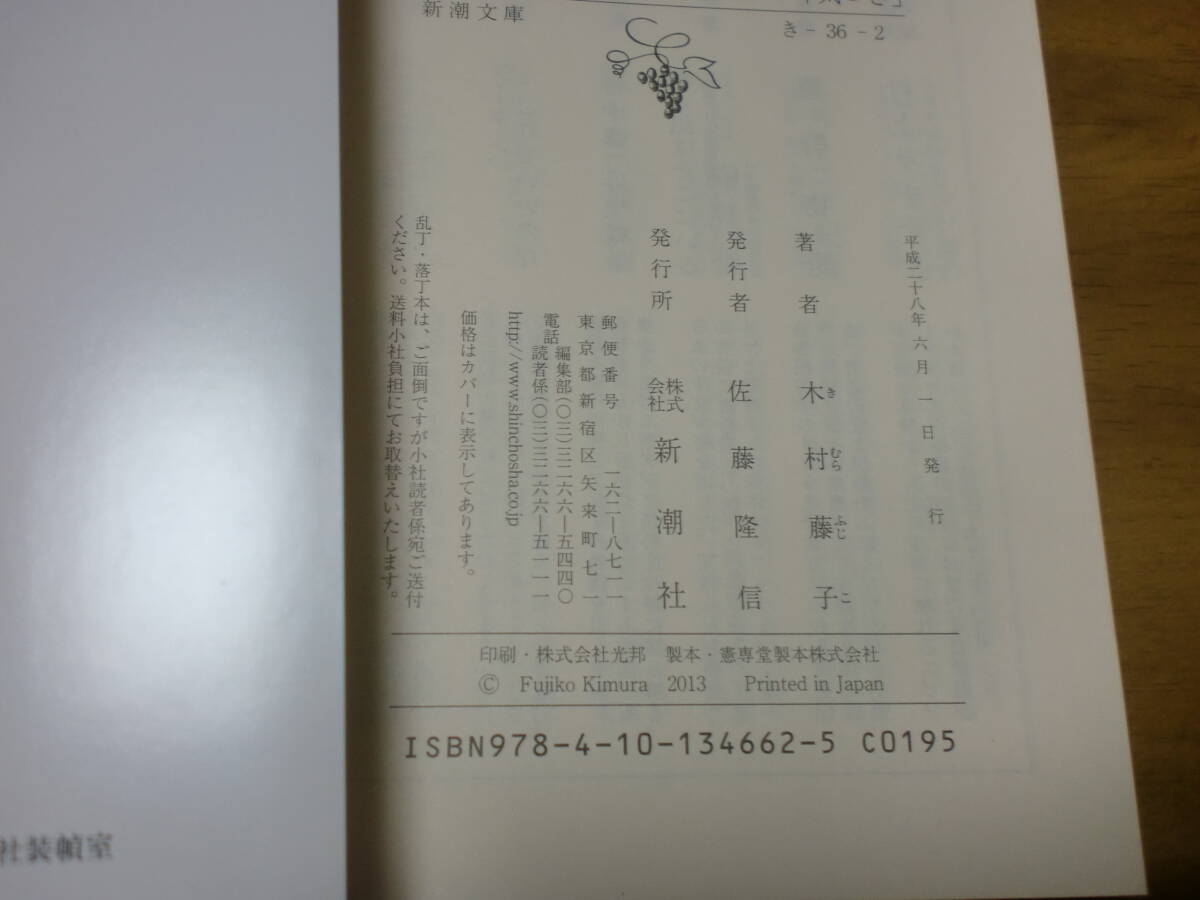 新潮文庫
き-36-2
平成二十八年六月一日発行
著者 木村藤子
き むら ふじ こ
発行者 佐藤隆信
発行所 株式会社 新潮社
郵便番号 一六二―八七一一
東京都新宿区矢来町七一
電話 編集部(〇三)三二六六―五四四〇
読者係(〇三)三二六六―五一一一
http://www.shinchosha.co.jp
価格はカバーに表示してあります。
乱丁・落丁本は、ご面倒ですが小社読者係宛ご送付
ください。送料小社負担にてお取替えいたします。
印刷・株式会社光邦 製本・憲専堂製本株式会社
© Fujiko Kimura 2013 Printed in Japan
ISBN978-4-10-134662-5 C0195
社装幀室